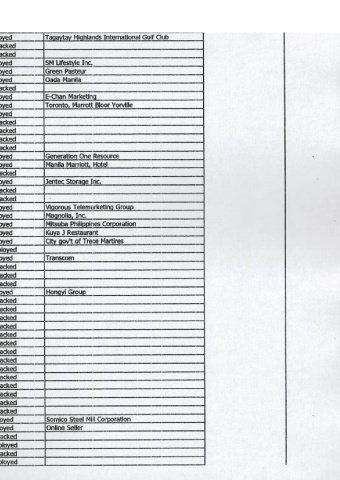 oyed Tagaytay Highlands International Golf Club
acked
acked
oyed SM Lifestyle Inc.
oyed Green Pasteur
oyed Oada Manila
acked
oyed E-Chan Marketing
oyed Toronto, Marrott Bloor Yorville
oyed
acked
acked
acked
acked
oyed Generation One Resource
oyed Manila Marriott, Hotel
acked
oyed Jentec Storage Inc.
acked
acked
oyed Vigorous Telemarketing Group
oyed Magnolia, Inc.
oyed Mitsuba Philippines Corporation
oyed Kuya J Restaurant
oyed City gov't of Trece Martires
ployed
oyed Transcom
acked
acked
acked
oyed Hongyi Group
acked
acked
acked
acked
acked
acked
acked
acked
acked
acked
acked
acked
acked
acked
oyed Somico Steel Mill Corporation
oyed Online Seller
acked
ployed
acked
ployed